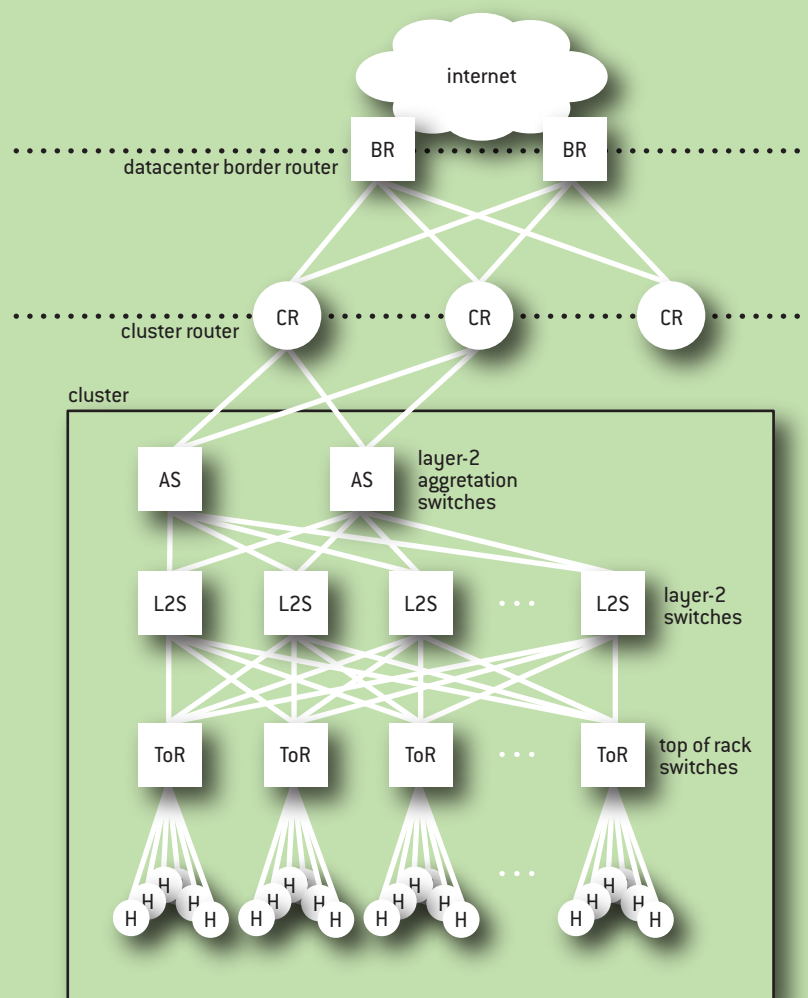 internet
BR
BR
datacenter border router
CR
CR
CR
cluster router
cluster
AS
AS
layer-2
aggretation
switches
L2S
L2S
L2S
. . .
L2S
layer-2
switches
ToR
ToR
ToR
. . .
ToR
top of rack
switches
. . .
H H H H H
H H H H H
H H H H H
H H H H H